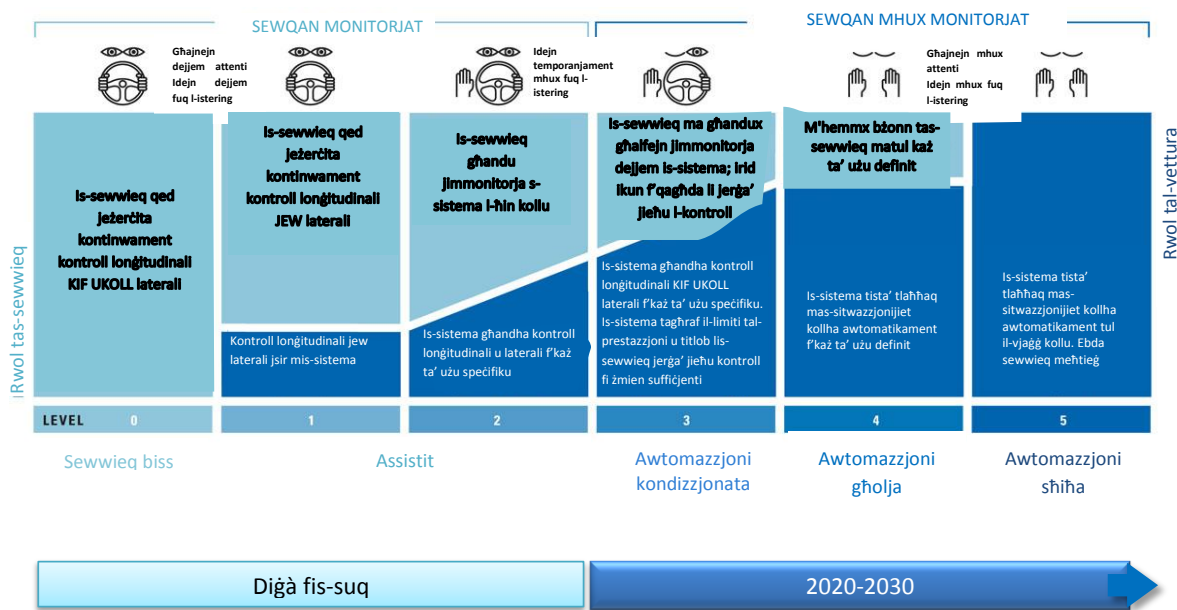 SEWQAN MONITORJAT
SEWQAN MHUX MONITORJAT
Għajnejn
dejjem attenti
Idejn dejjem
fuq l-istering
Idejn
temporanjament
mhux fuq l-
istering
Għajnejn mhux
attenti
Idejn mhux fuq
l-istering
Rwol tas-sewwieq
Is-sewwieq qed
jeżerċita
kontinwament
kontroll lonġitudinali
KIF UKOLL laterali
Is-sewwieq qed
jeżerċita
kontinwament
kontroll lonġitudinali
JEW laterali
Kontroll lonġitudinali jew
laterali jsir mis-sistema
Is-sewwieq
għandu
jimmonitorja s-
sistema l-ħin kollu
Is-sistema għandha kontroll
lonġitudinali u laterali f'każ
ta' użu speċifiku
Is-sewwieq ma għandux
għalfejn jimmonitorja
dejjem is-sistema; irid
ikun f'qagħda li jerġa'
jieħu l-kontroll
Is-sistema għandha kontroll
lonġitudinali KIF UKOLL
laterali f'każ ta' użu speċifiku.
Is-sistema tagħraf il-limiti tal-
prestazzjoni u titlob lis-
sewwieq jerġa' jieħu kontroll
fi żmien suffiċjenti
M'hemmx bżonn tas-
sewwieq matul każ
ta' użu definit
Is-sistema tista'
tlaħħaq
mas-sitwazzjonijiet
kollha awtomatikament
f'każ ta' użu definit
Is-sistema tista'
tlaħħaq mas-
sitwazzjonijiet kollha
awtomatikament tul
il-vjaġġ kollu. Ebda
sewwieq meħtieġ
Rwol tal-vettura
LEVEL 0 1 2 3 4 5
Sewwieq biss
Assistit
Awtomazzjoni
kondizzjonata
Awtomazzjoni
għolja
Awtomazzjoni
sħiħa
Diġà fis-suq
2020-2030